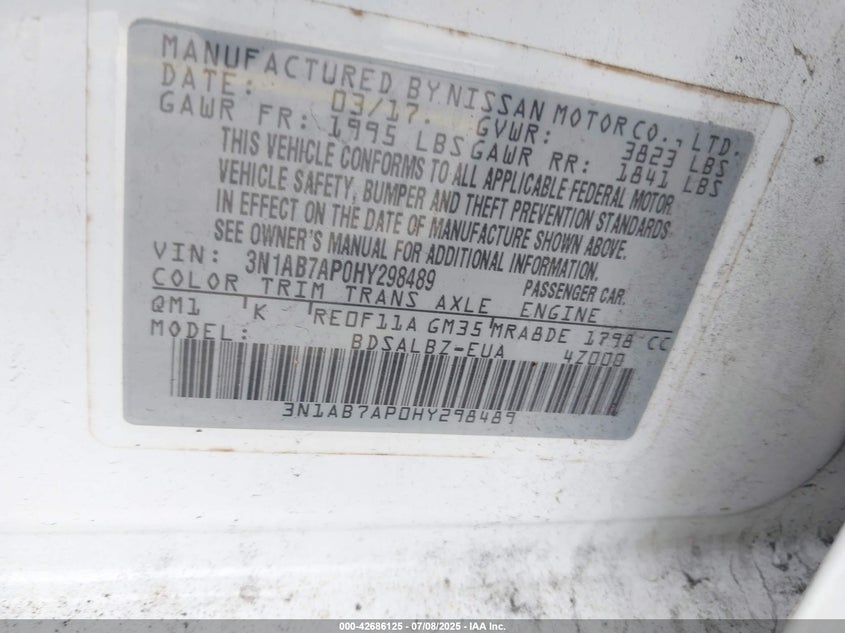 MANUFACTURED BY NISSAN MOTOR CO., LTD.
DATE: 03/17. GVWR: 3823 LBS
GAWR FR: 1995 LBS GAWR RR: 1841 LBS
THIS VEHICLE CONFORMS TO ALL APPLICABLE FEDERAL MOTOR
VEHICLE SAFETY, BUMPER AND THEFT PREVENTION STANDARDS
IN EFFECT ON THE DATE OF MANUFACTURE SHOWN ABOVE.
SEE OWNER'S MANUAL FOR ADDITIONAL INFORMATION.
VIN: 3N1AB7AP0HY298489 PASSENGER CAR
COLOR TRIM TRANS AXLE ENGINE
QM1 K RE0F11A GM35 MRA8DE 1798 CC
MODEL: BDSALBZ-EUA 4Z000
3N1AB7AP0HY298489
000-42686125 - 07/08/2025 - IAA Inc.